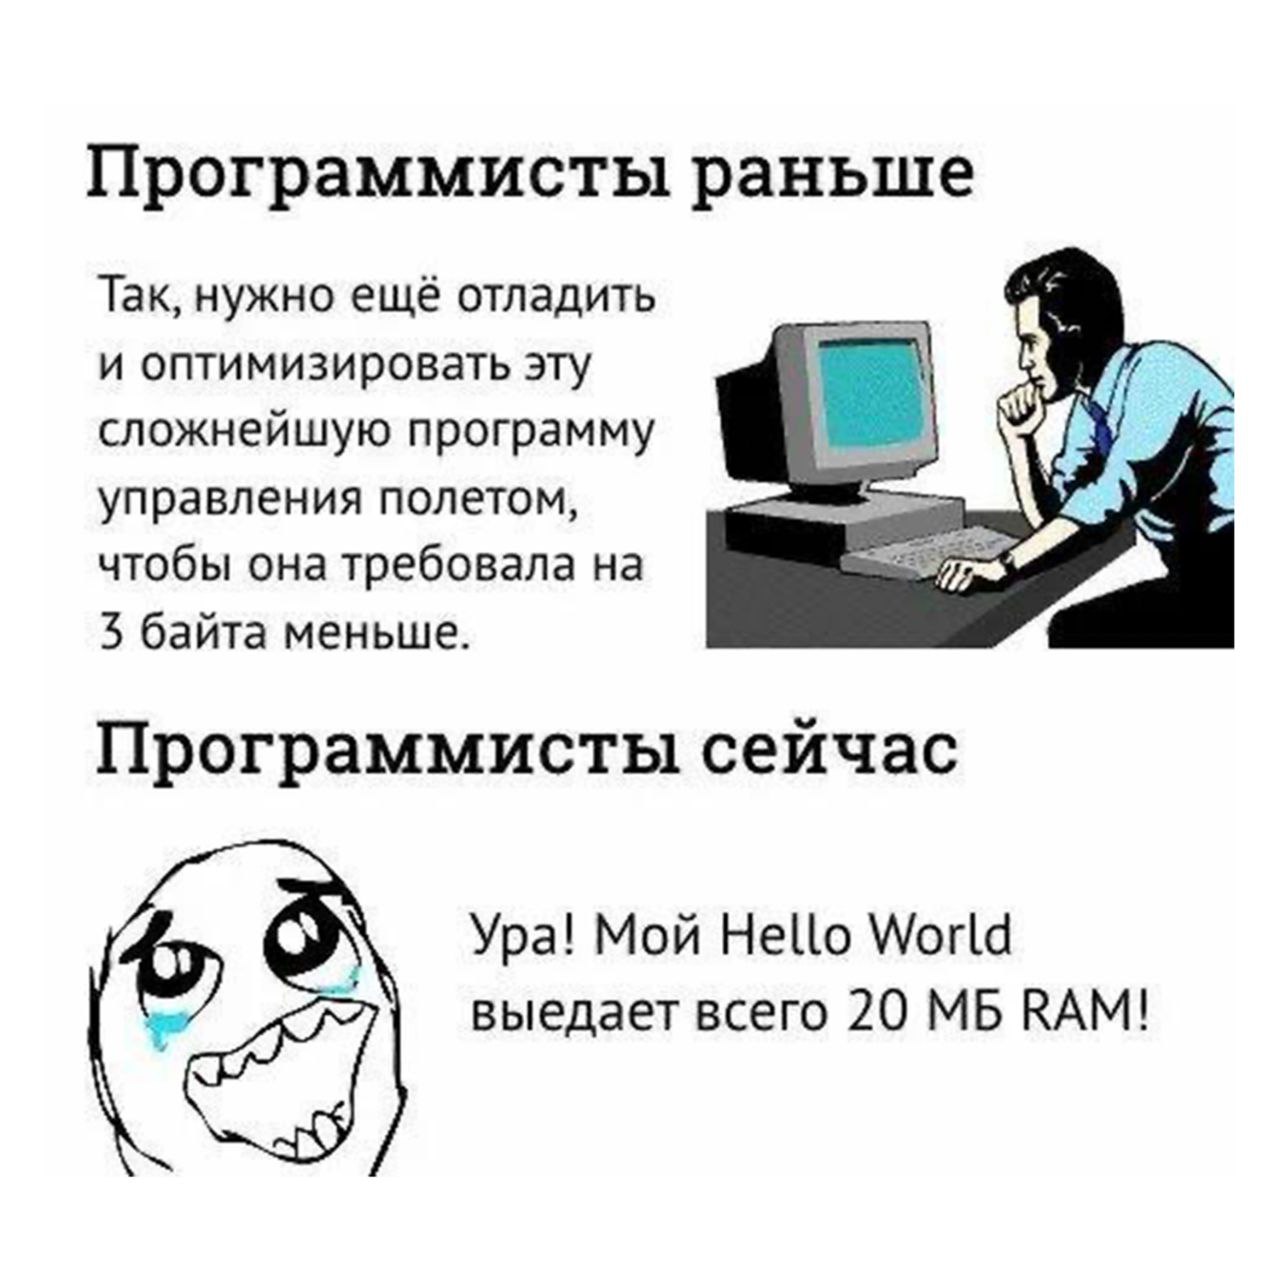 Программисты раньше
Так, нужно ещё отладить
и оптимизировать эту
сложнейшую программу
управления полетом,
чтобы она требовала на
3 байта меньше.
Программисты сейчас
Ура! Мой Hello World
выедает всего 20 МБ RAM!